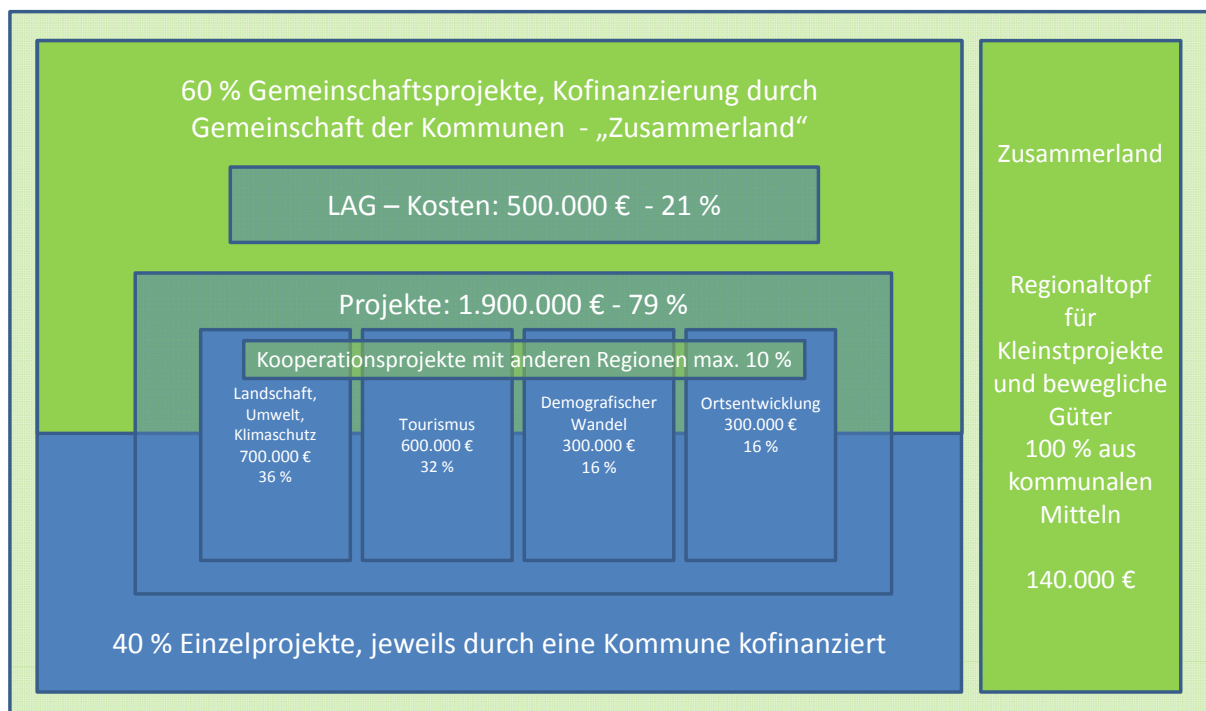 60 % Gemeinschaftsprojekte, Kofinanzierung durch
Gemeinschaft der Kommunen  - „Zusammerland“
LAG – Kosten: 500.000 €  - 21 %
Projekte: 1.900.000 € - 79 %
Kooperationsprojekte mit anderen Regionen max. 10 %
Landschaft,
Umwelt,
Klimaschutz
700.000 €
36 %
Tourismus
600.000 €
32 %
Demografischer
Wandel
300.000 €
16 %
Ortsentwicklung
300.000 €
16 %
40 % Einzelprojekte, jeweils durch eine Kommune kofinanziert
Zusammerland
Regionaltopf
für
Kleinstprojekte
und bewegliche
Güter
100 % aus
kommunalen
Mitteln
140.000 €